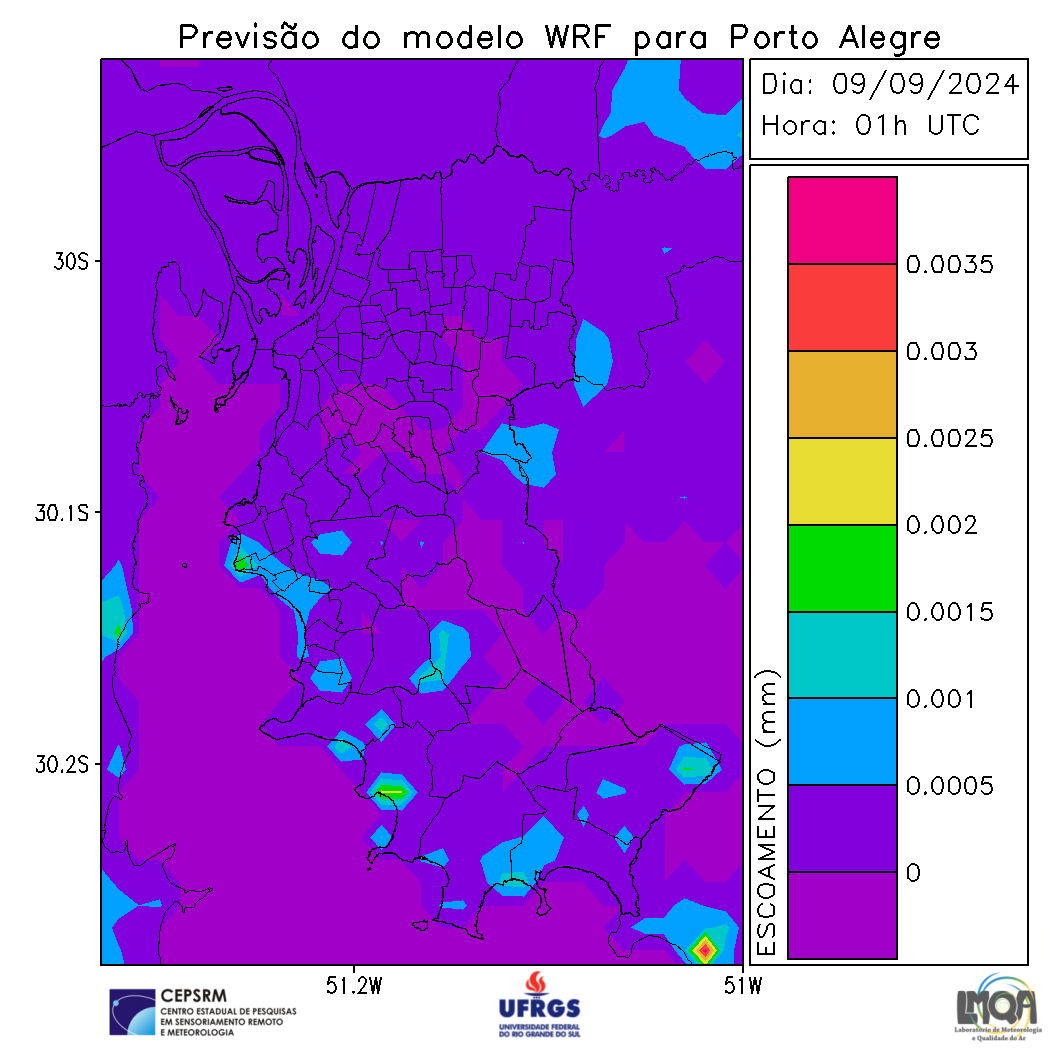 Previsão do modelo WRF para Porto Alegre
Dia: 09/09/2024
Hora: 01h UTC
30S
30.1S
30.2S
51.2W
51W
ESCOAMENTO (mm)
0.0035
0.003
0.0025
0.002
0.0015
0.001
0.0005
0
CEPSRM
CENTRO ESTADUAL DE PESQUISAS
EM SENSORIAMENTO REMOTO
E METEOROLOGIA
UFRGS
UNIVERSIDADE FEDERAL
DO RIO GRANDE DO SUL
LMQA
Laboratório de Meteorologia
e Qualidade do Ar